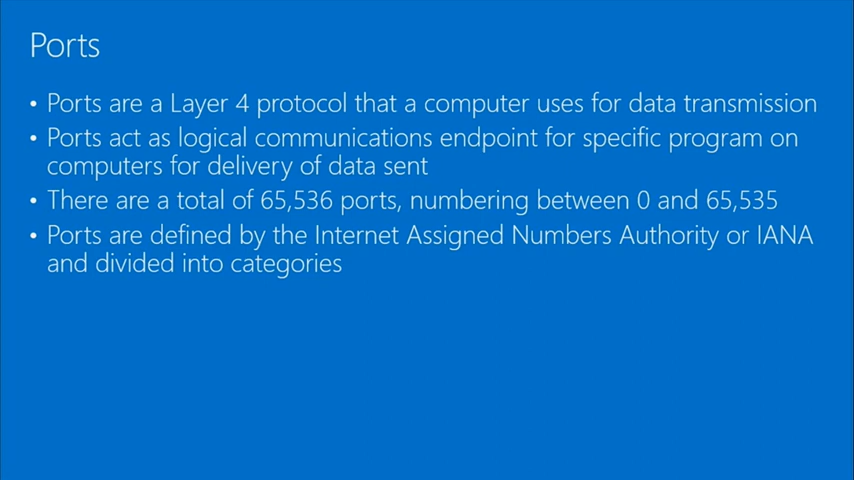 Ports
• Ports are a Layer 4 protocol that a computer uses for data transmission
• Ports act as logical communications endpoint for specific program on
computers for delivery of data sent
• There are a total of 65,536 ports, numbering between 0 and 65,535
• Ports are defined by the Internet Assigned Numbers Authority or IANA
and divided into categories